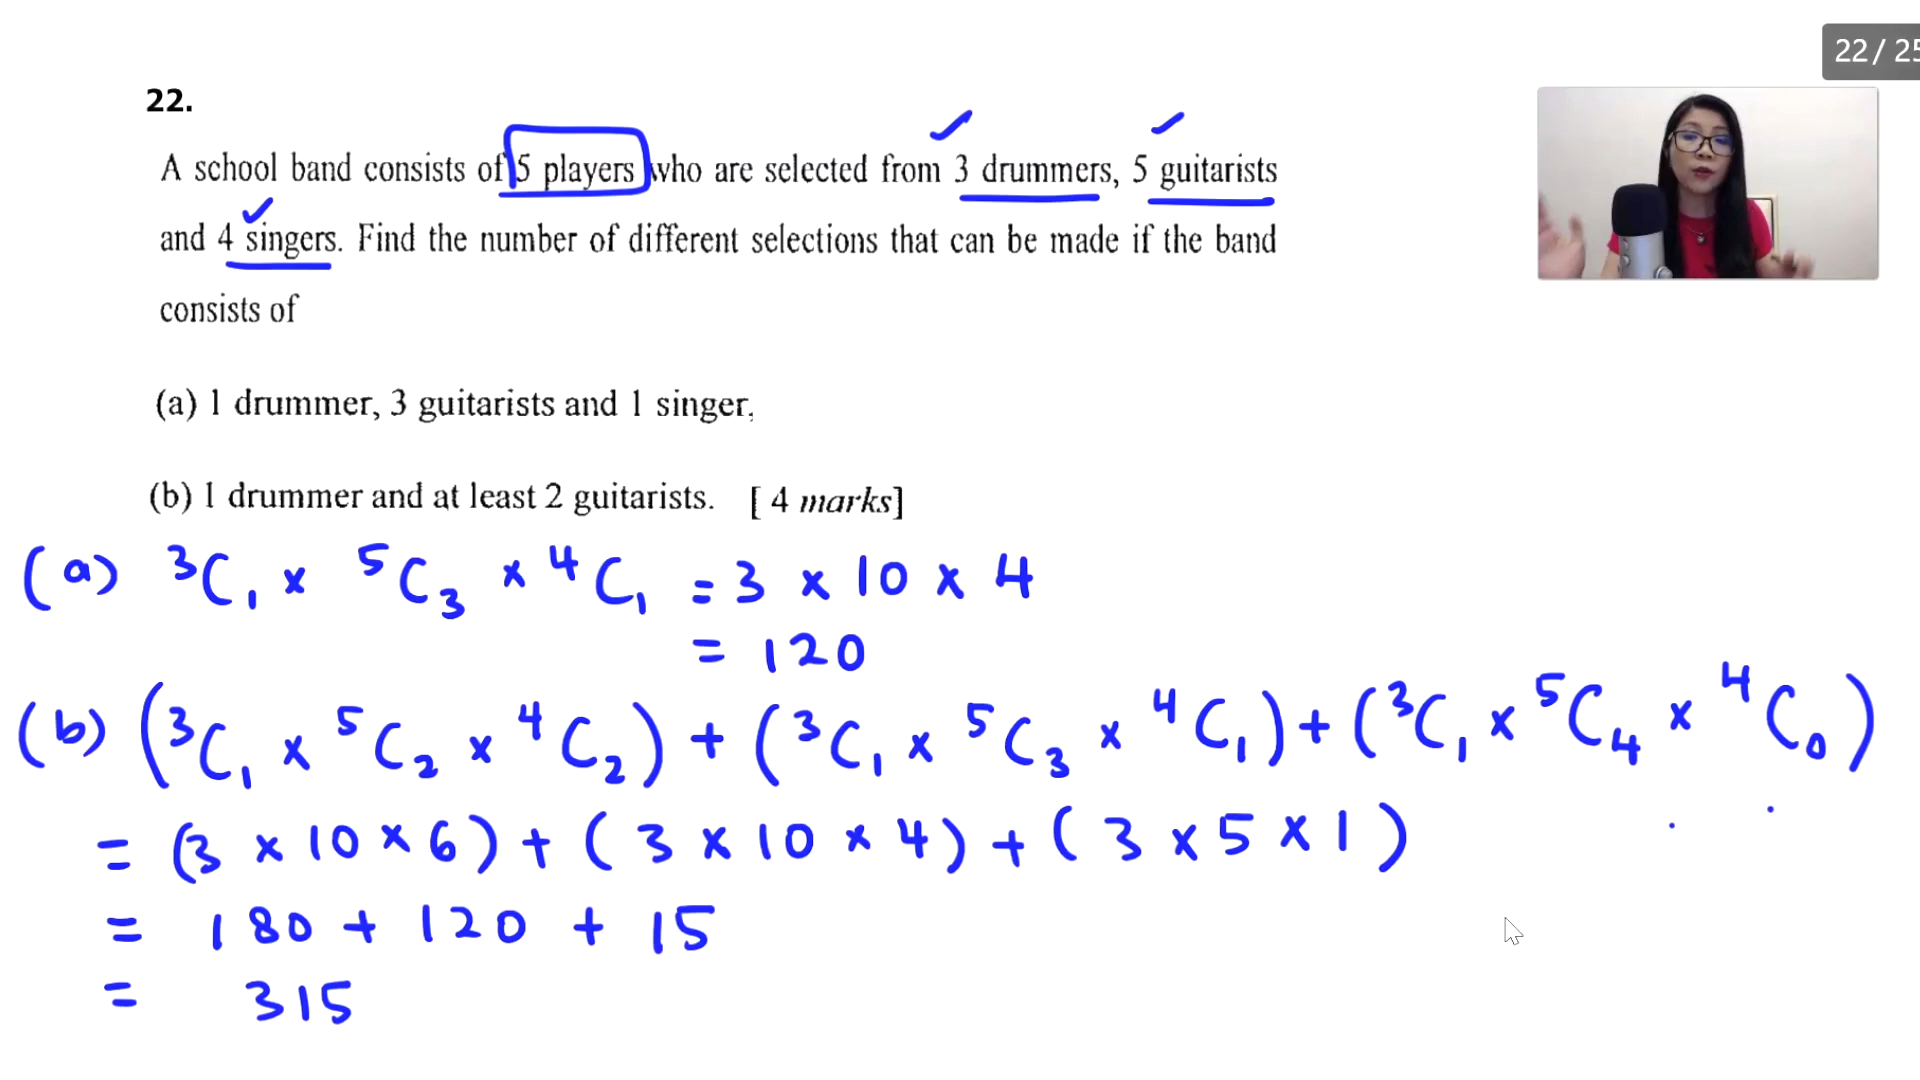 22 / 25
22.
A school band consists of 5 players who are selected from 3 drummers, 5 guitarists
and 4 singers. Find the number of different selections that can be made if the band
consists of
(a) 1 drummer, 3 guitarists and 1 singer,
(b) 1 drummer and at least 2 guitarists. [ 4 marks]
(a) ³C₁ × ⁵C₃ × ⁴C₁ = 3 × 10 × 4
= 120
(b) (³C₁ × ⁵C₂ × ⁴C₂) + (³C₁ × ⁵C₃ × ⁴C₁) + (³C₁ × ⁵C₄ × ⁴C₀)
= (3 × 10 × 6) + (3 × 10 × 4) + (3 × 5 × 1)
= 180 + 120 + 15
= 315